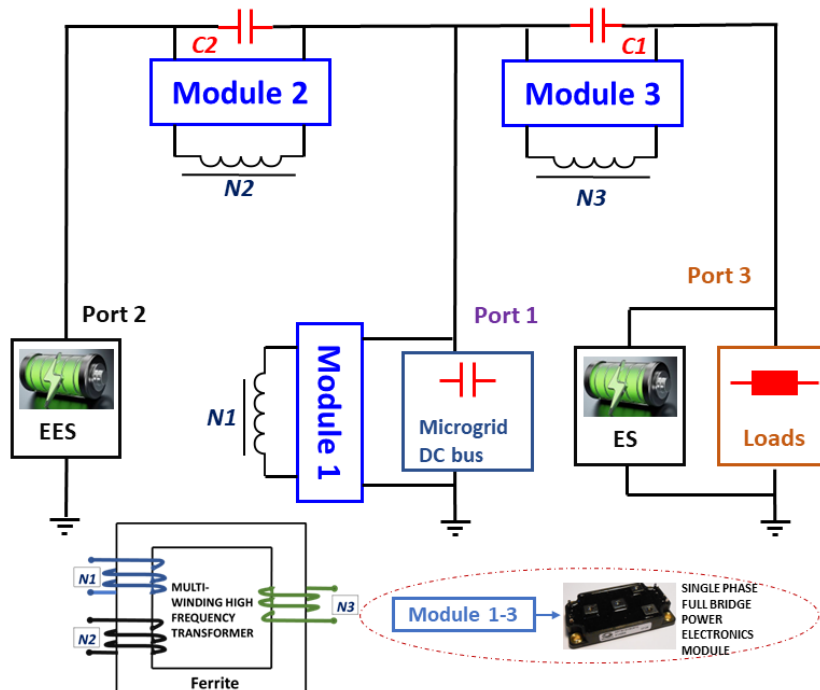 C2
C1
Module 2
Module 3
N2
N3
Port 3
Port 2
Port 1
Module 1
N1
EES
Microgrid
DC bus
ES
Loads
N1
N2
MULTI-
WINDING HIGH
FREQUENCY
TRANSFORMER
N3
Ferrite
Module 1-3
SINGLE PHASE
FULL BRIDGE
POWER
ELECTRONICS
MODULE